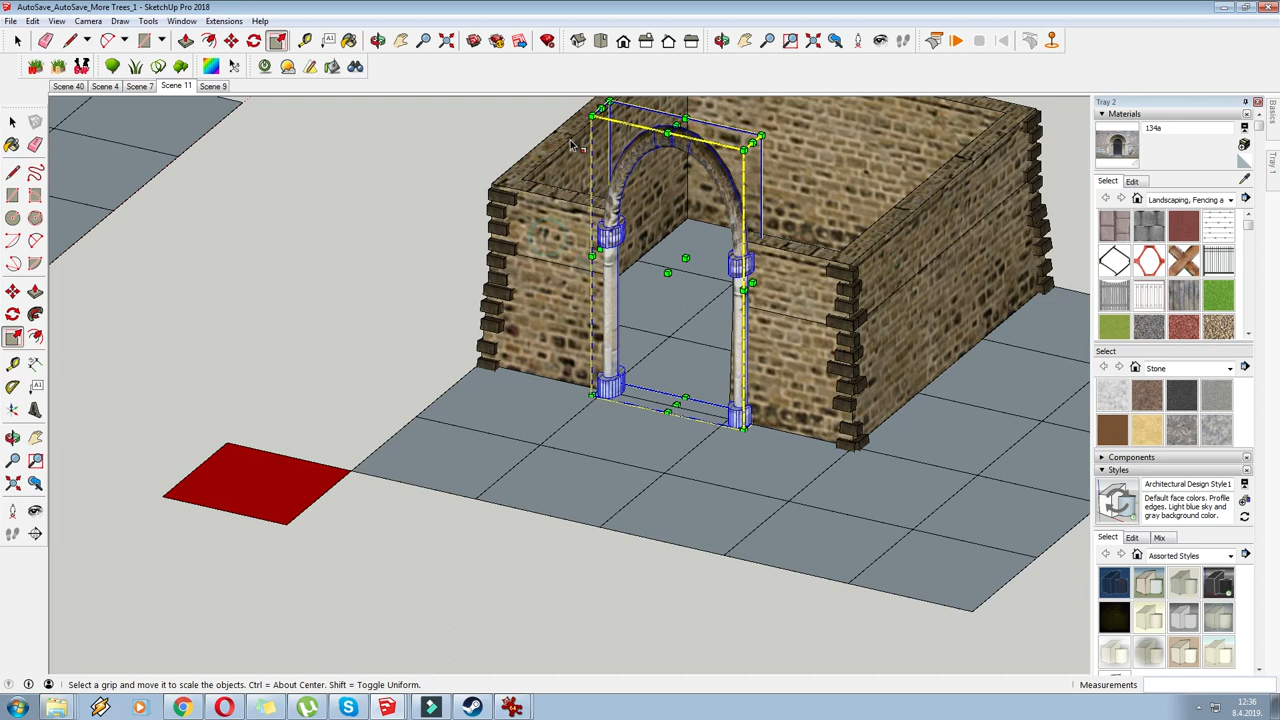 AutoSave_AutoSave_More Trees_1 - SketchUp Pro 2018
File Edit View Camera Draw Tools Window Extensions Help
Scene 40 Scene 4 Scene 7 Scene 11 Scene 9
Tray 2
Materials
134a
Select Edit
Landscaping, Fencing a
Select
Stone
Components
Styles
Architectural Design Style1
Default face colors. Profile
edges. Light blue sky and
gray background color.
Select Edit Mix
Assorted Styles
Basics
Tray 1
Select a grip and move it to scale the objects. Ctrl = About Center. Shift = Toggle Uniform.
Measurements
12:36
8.4.2019.